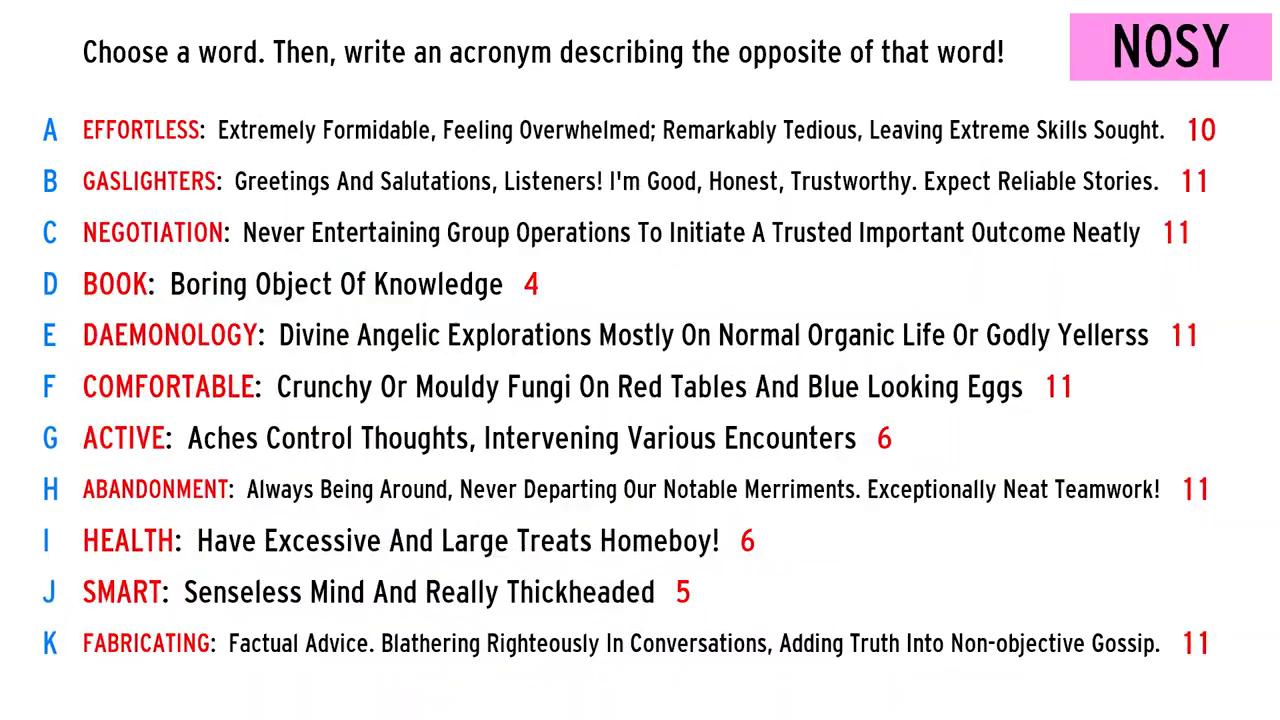 Choose a word. Then, write an acronym describing the opposite of that word!
NOSY
A EFFORTLESS: Extremely Formidable, Feeling Overwhelmed; Remarkably Tedious, Leaving Extreme Skills Sought. 10
B GASLIGHTERS: Greetings And Salutations, Listeners! I'm Good, Honest, Trustworthy. Expect Reliable Stories. 11
C NEGOTIATION: Never Entertaining Group Operations To Initiate A Trusted Important Outcome Neatly 11
D BOOK: Boring Object Of Knowledge 4
E DAEMONOLOGY: Divine Angelic Explorations Mostly On Normal Organic Life Or Godly Yellerss 11
F COMFORTABLE: Crunchy Or Mouldy Fungi On Red Tables And Blue Looking Eggs 11
G ACTIVE: Aches Control Thoughts, Intervening Various Encounters 6
H ABANDONMENT: Always Being Around, Never Departing Our Notable Merriments. Exceptionally Neat Teamwork! 11
I HEALTH: Have Excessive And Large Treats Homeboy! 6
J SMART: Senseless Mind And Really Thickheaded 5
K FABRICATING: Factual Advice. Blathering Righteously In Conversations, Adding Truth Into Non-objective Gossip. 11